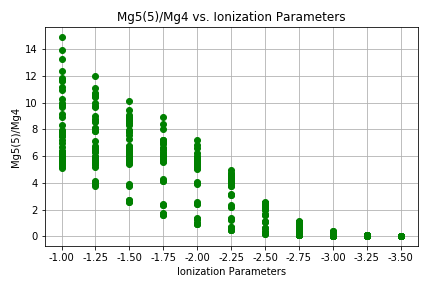 Mg5(5)/Mg4 vs. Ionization Parameters
Mg5(5)/Mg4
14
12
10
8
6
4
2
0
-1.00 -1.25 -1.50 -1.75 -2.00 -2.25 -2.50 -2.75 -3.00 -3.25 -3.50
Ionization Parameters